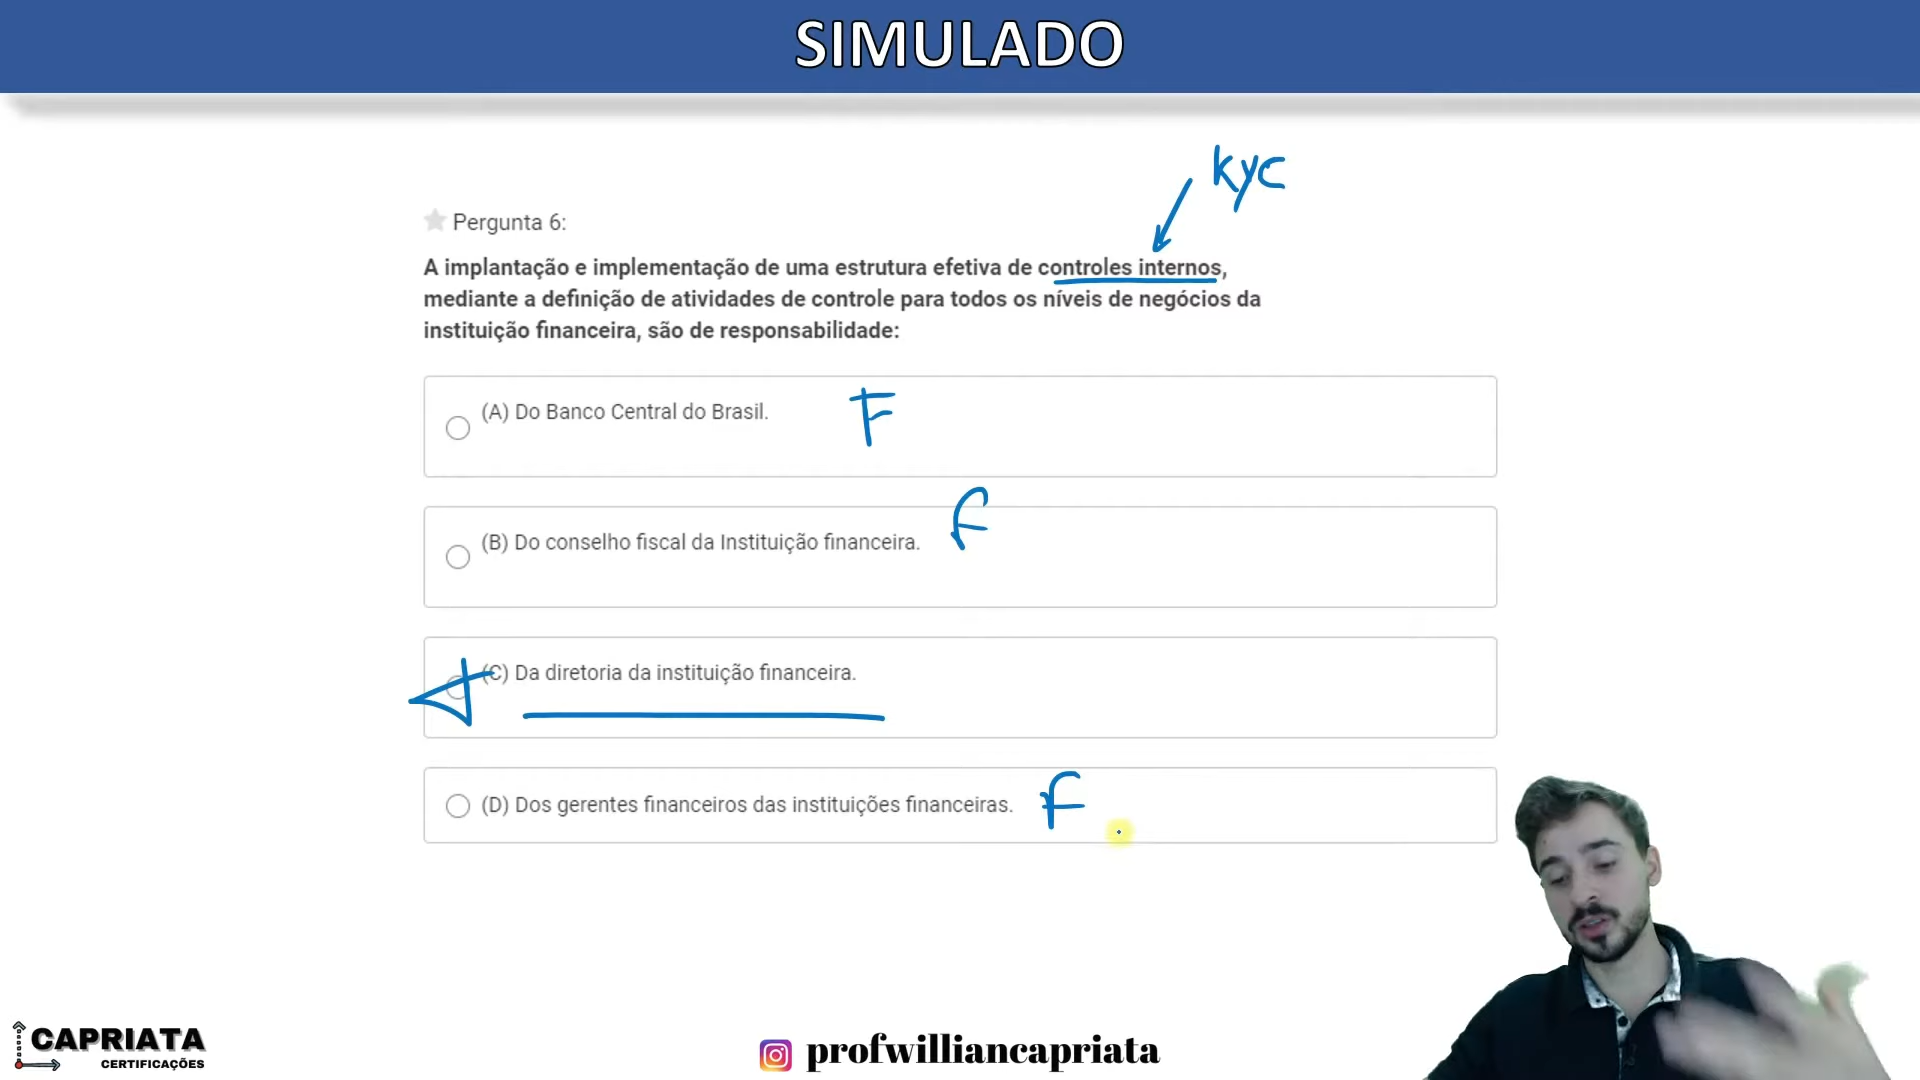 SIMULADO
KYC
Pergunta 6:
A implantação e implementação de uma estrutura efetiva de controles internos,
mediante a definição de atividades de controle para todos os níveis de negócios da
instituição financeira, são de responsabilidade:
(A) Do Banco Central do Brasil.
F
(B) Do conselho fiscal da Instituição financeira.
F
(C) Da diretoria da instituição financeira.
(D) Dos gerentes financeiros das instituições financeiras.
F
CAPRIATA
CERTIFICAÇÕES
profwilliancapriata